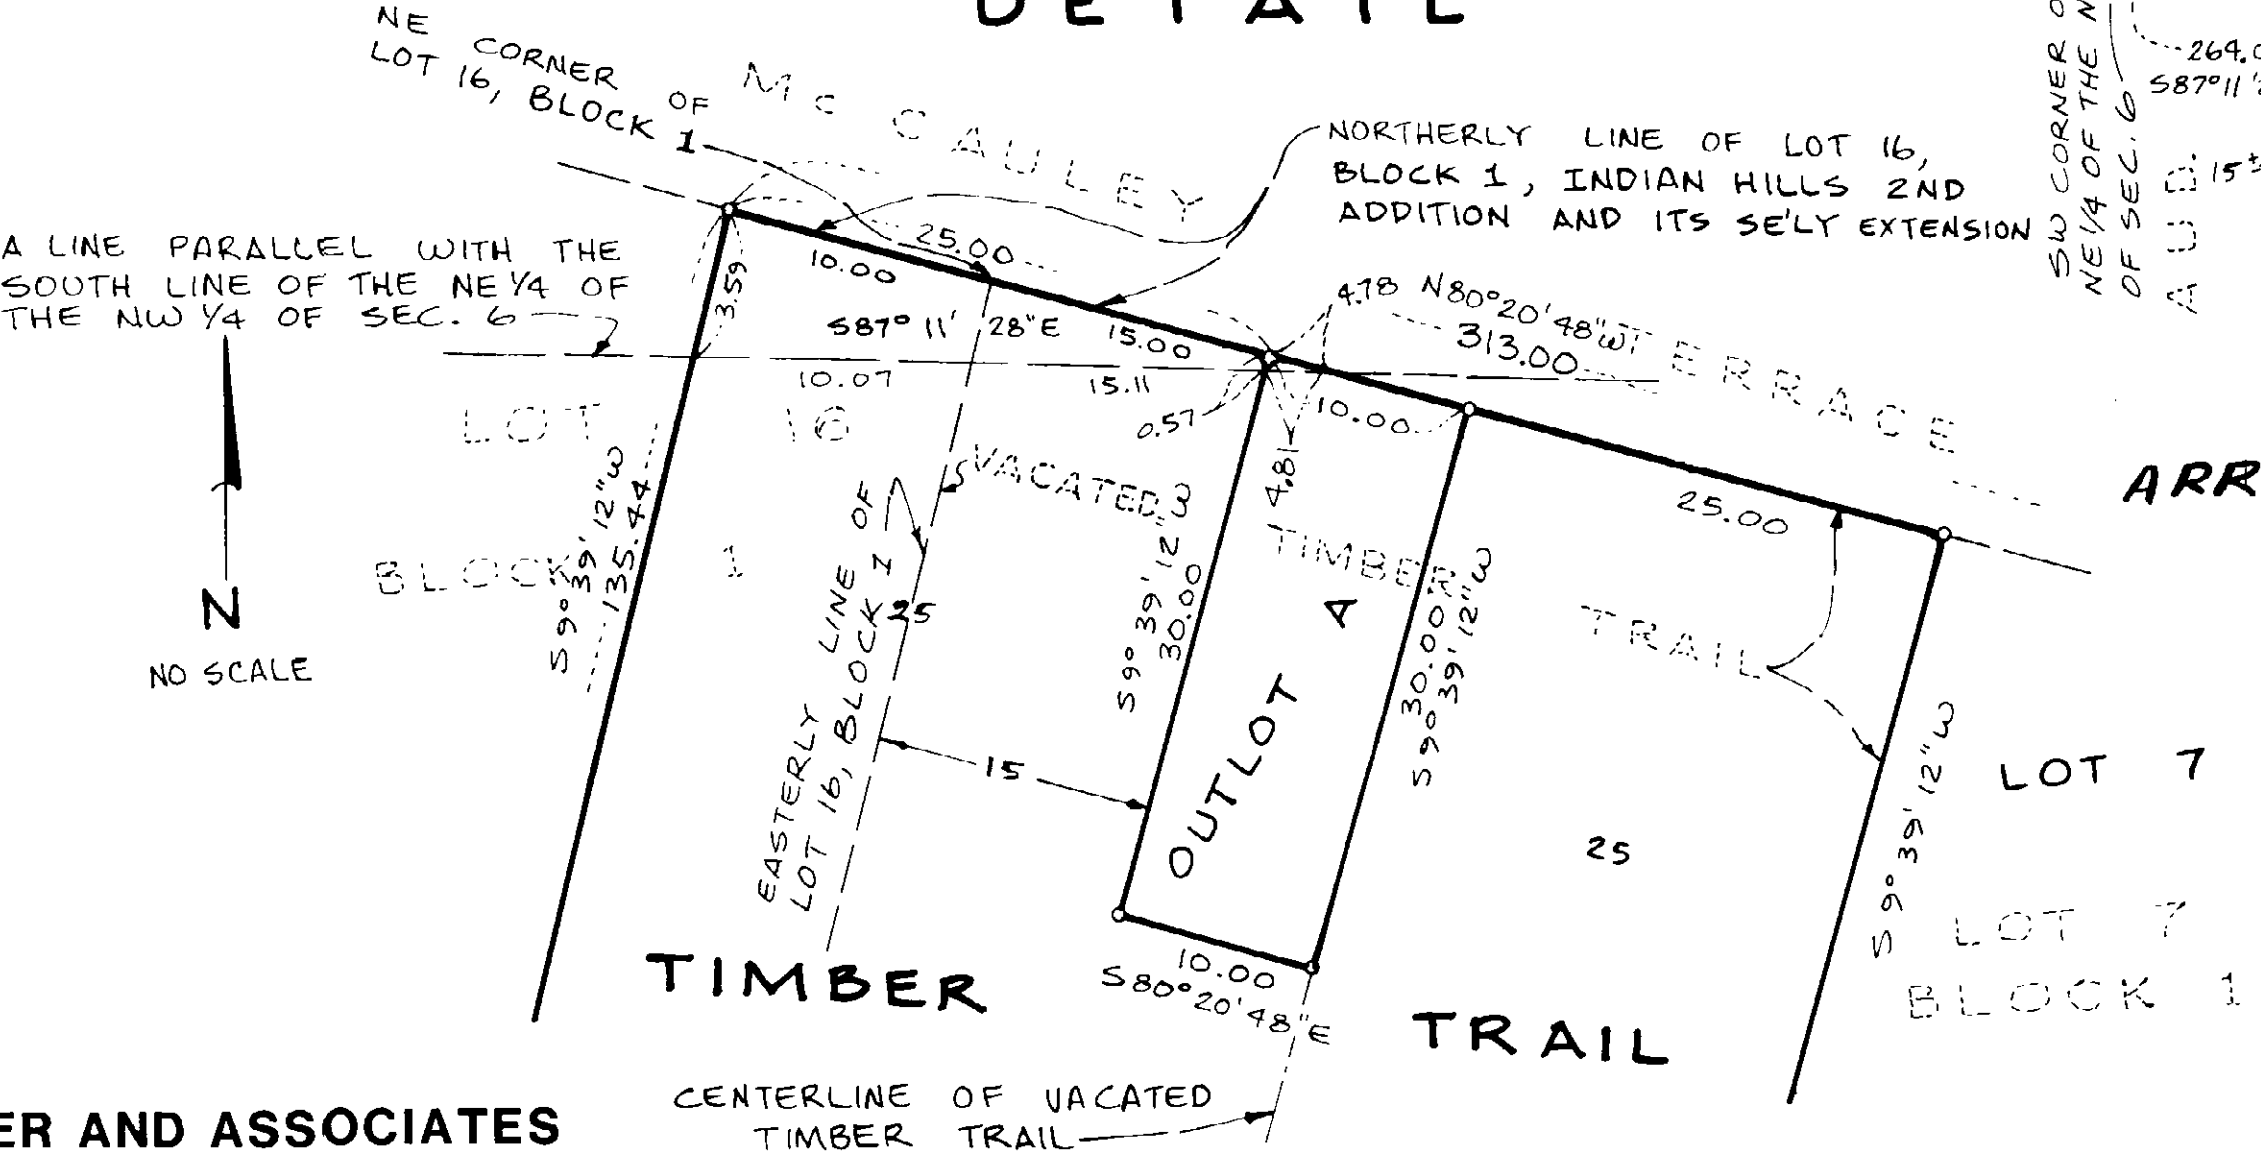 DETAIL
NE CORNER OF
LOT 16, BLOCK 1
McCAULEY
NORTHERLY LINE OF LOT 16,
BLOCK 1, INDIAN HILLS 2ND
ADDITION AND ITS SE'LY EXTENSION
SW CORNER O
NE 1/4 OF THE N
OF SEC. 6
264.0
S87°11'2
15±
A LINE PARALLEL WITH THE
SOUTH LINE OF THE NE 1/4 OF
THE NW 1/4 OF SEC. 6
25.00
10.00
3.59
S87° 11' 28"E
15.00
4.78 N80°20'48"W
313.00
TERRACE
10.07
15.11
0.57
4.81
10.00
LOT 16
BLOCK 1
VACATED
TIMBER
TRAIL
25.00
ARR
S9° 39' 12"W
135.44
EASTERLY LINE OF
LOT 16, BLOCK 1
25
S9° 39' 12"W
30.00
OUTLOT A
30.00
S9° 39' 12"W
15
N
NO SCALE
S9° 39' 12"W
LOT 7
25
LOT 7
BLOCK 1
10.00
S80°20'48"E
TIMBER TRAIL
CENTERLINE OF VACATED
TIMBER TRAIL
ER AND ASSOCIATES